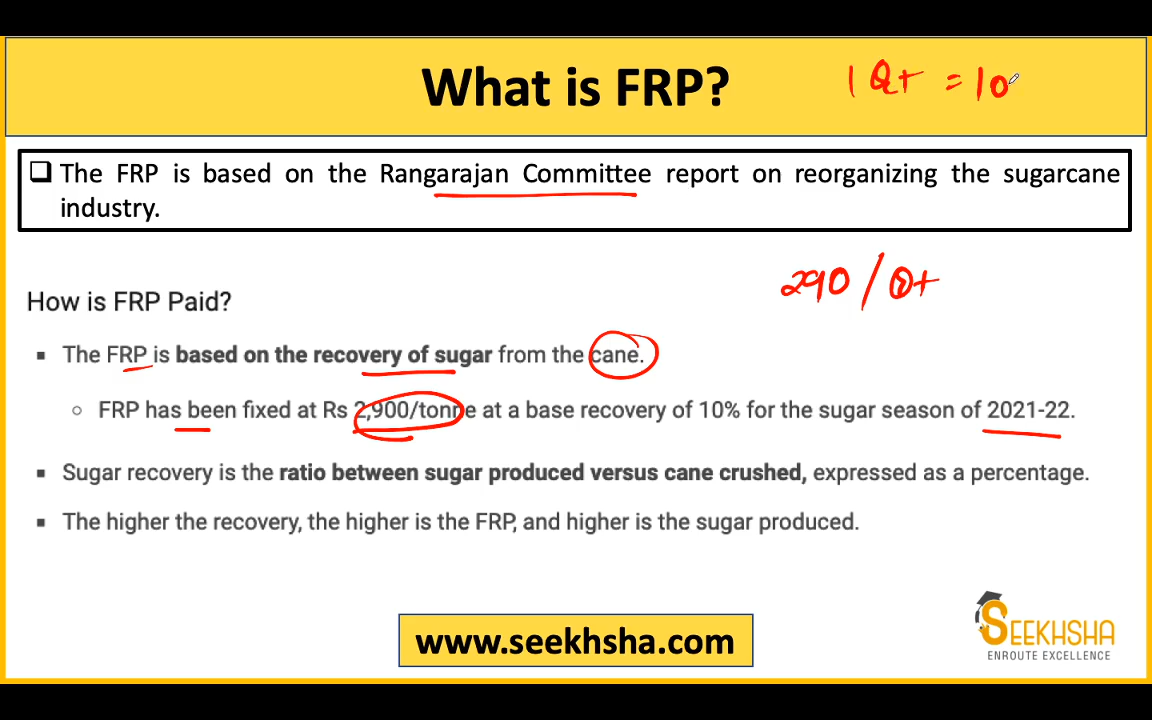 What is FRP?
1 Qt = 10
❑ The FRP is based on the Rangarajan Committee report on reorganizing the sugarcane
industry.
290 / Qt
How is FRP Paid?
▪ The FRP is based on the recovery of sugar from the cane.
○ FRP has been fixed at Rs 2,900/tonne at a base recovery of 10% for the sugar season of 2021-22.
▪ Sugar recovery is the ratio between sugar produced versus cane crushed, expressed as a percentage.
▪ The higher the recovery, the higher is the FRP, and higher is the sugar produced.
www.seekhsha.com
SEEKHSHA
ENROUTE EXCELLENCE